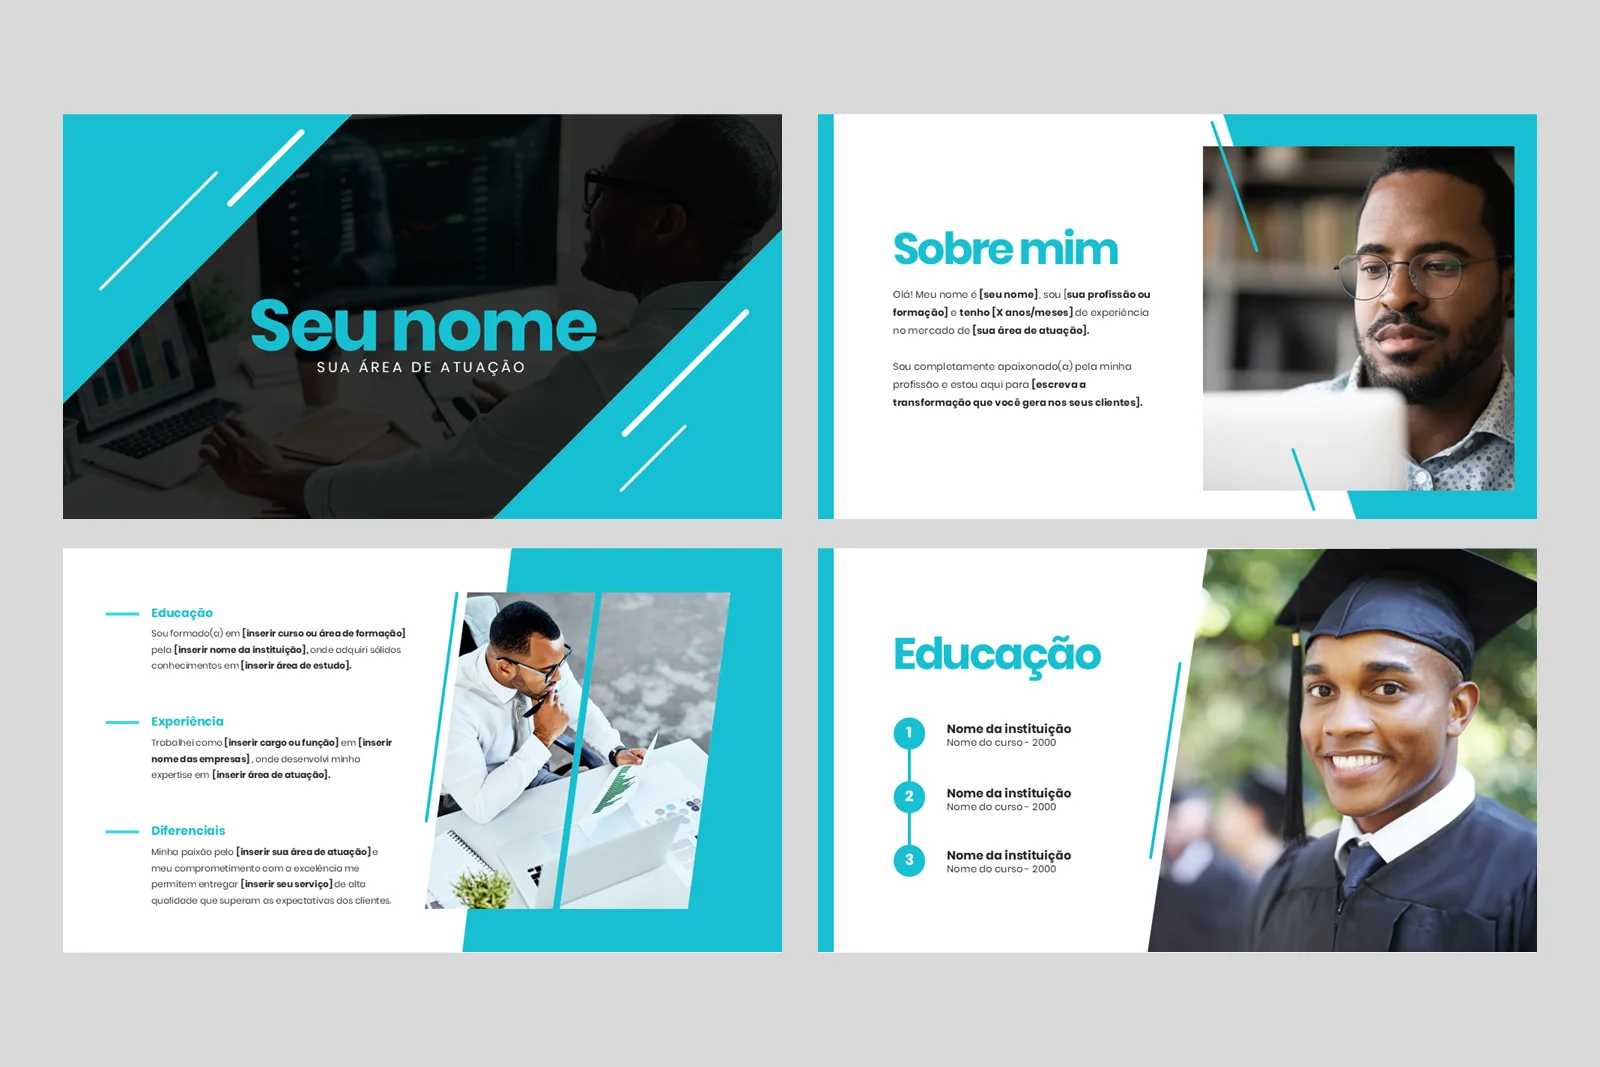 Seu nome
SUA ÁREA DE ATUAÇÃO
Sobre mim
Olá! Meu nome é [seu nome], sou [sua profissão ou
formação] e tenho [X anos/meses] de experiência
no mercado de [sua área de atuação].
Sou completamente apaixonado(a) pela minha
profissão e estou aqui para [escreva a
transformação que você gera nos seus clientes].
Educação
Sou formado(a) em [inserir curso ou área de formação]
pela [inserir nome da instituição], onde adquiri sólidos
conhecimentos em [inserir área de estudo].
Experiência
Trabalhei como [inserir cargo ou função] em [inserir
nome das empresas] , onde desenvolvi minha
expertise em [inserir área de atuação].
Diferenciais
Minha paixão pelo [inserir sua área de atuação] e
meu comprometimento com a excelência me
permitem entregar [inserir seu serviço] de alta
qualidade que superam as expectativas dos clientes.
Educação
1
Nome da instituição
Nome do curso - 2000
2
Nome da instituição
Nome do curso - 2000
3
Nome da instituição
Nome do curso - 2000